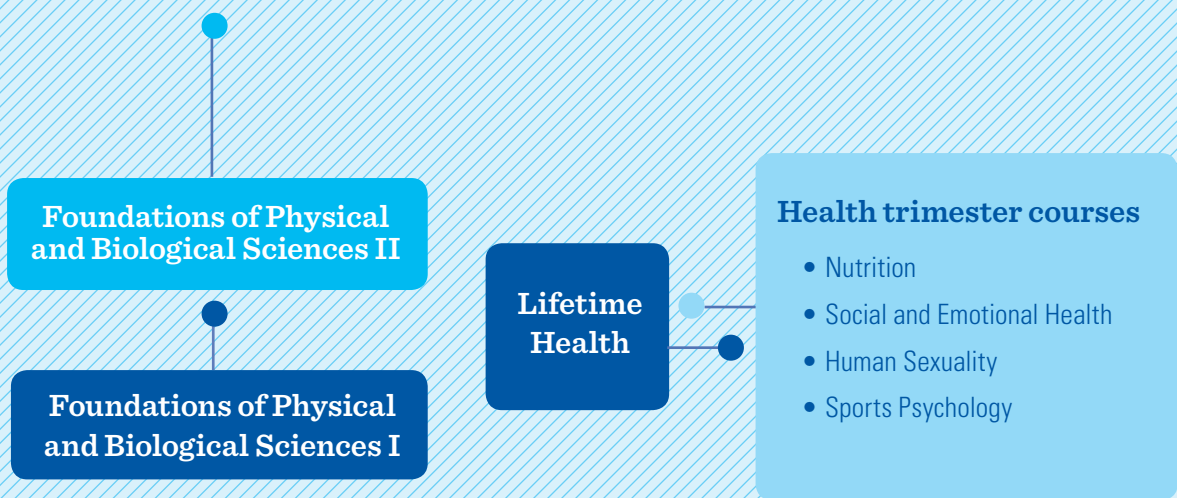 Foundations of Physical
and Biological Sciences II
Foundations of Physical
and Biological Sciences I
Lifetime
Health
Health trimester courses
• Nutrition
• Social and Emotional Health
• Human Sexuality
• Sports Psychology